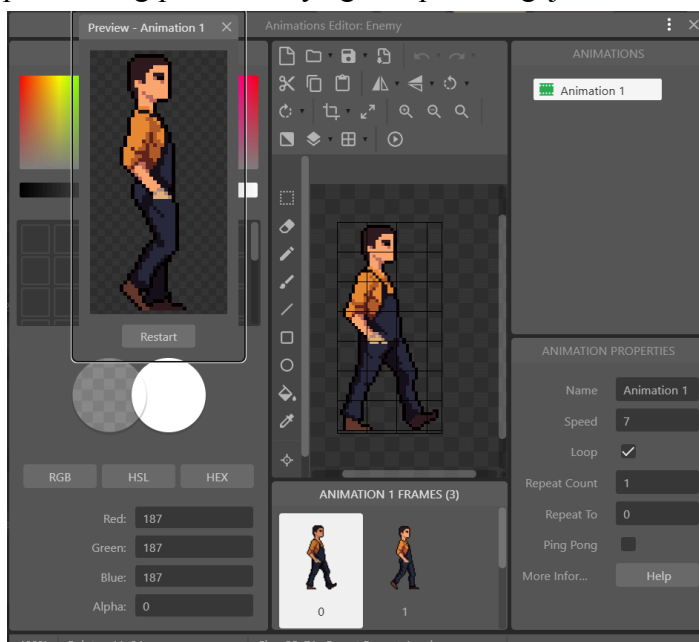 Preview - Animation 1
Animations Editor: Enemy
ANIMATIONS
Animation 1
Restart
ANIMATION PROPERTIES
Name Animation 1
Speed 7
Loop
Repeat Count 1
Repeat To 0
Ping Pong
More Infor... Help
RGB HSL HEX
Red: 187
Green: 187
Blue: 187
Alpha: 0
ANIMATION 1 FRAMES (3)
0 1